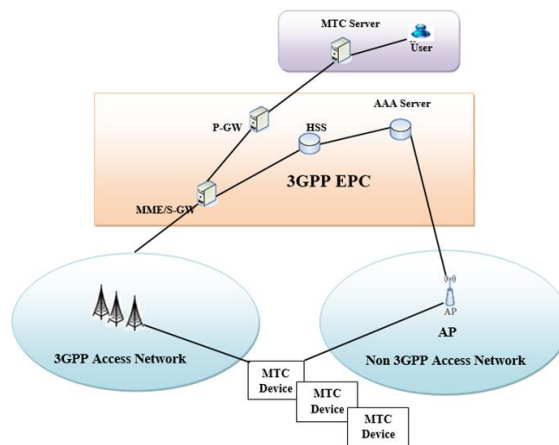 MTC Server
User
P-GW
HSS
AAA Server
3GPP EPC
MME/S-GW
AP
AP
3GPP Access Network
Non 3GPP Access Network
MTC
Device
MTC
Device
MTC
Device